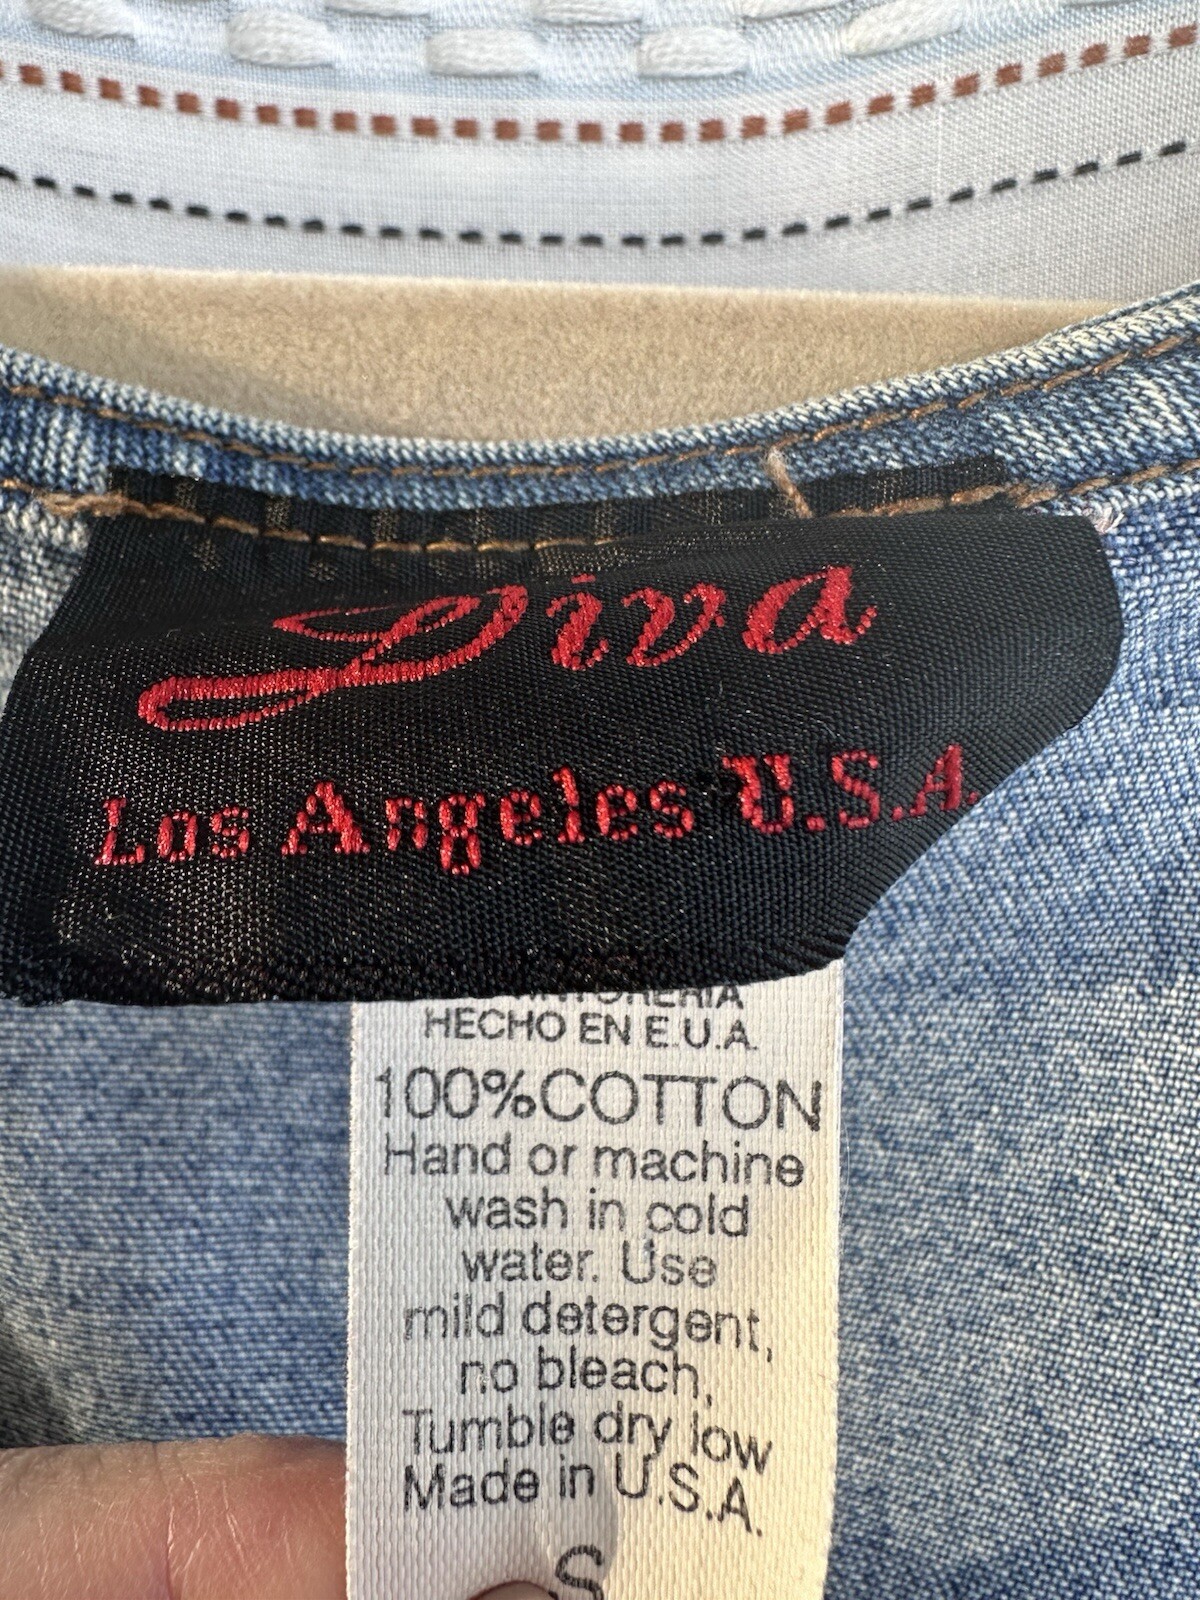 Diva
Los Angeles U.S.A.
HECHO EN E.U.A.
100%COTTON
Hand or machine
wash in cold
water. Use
mild detergent,
no bleach,
Tumble dry low
Made in U.S.A.
S